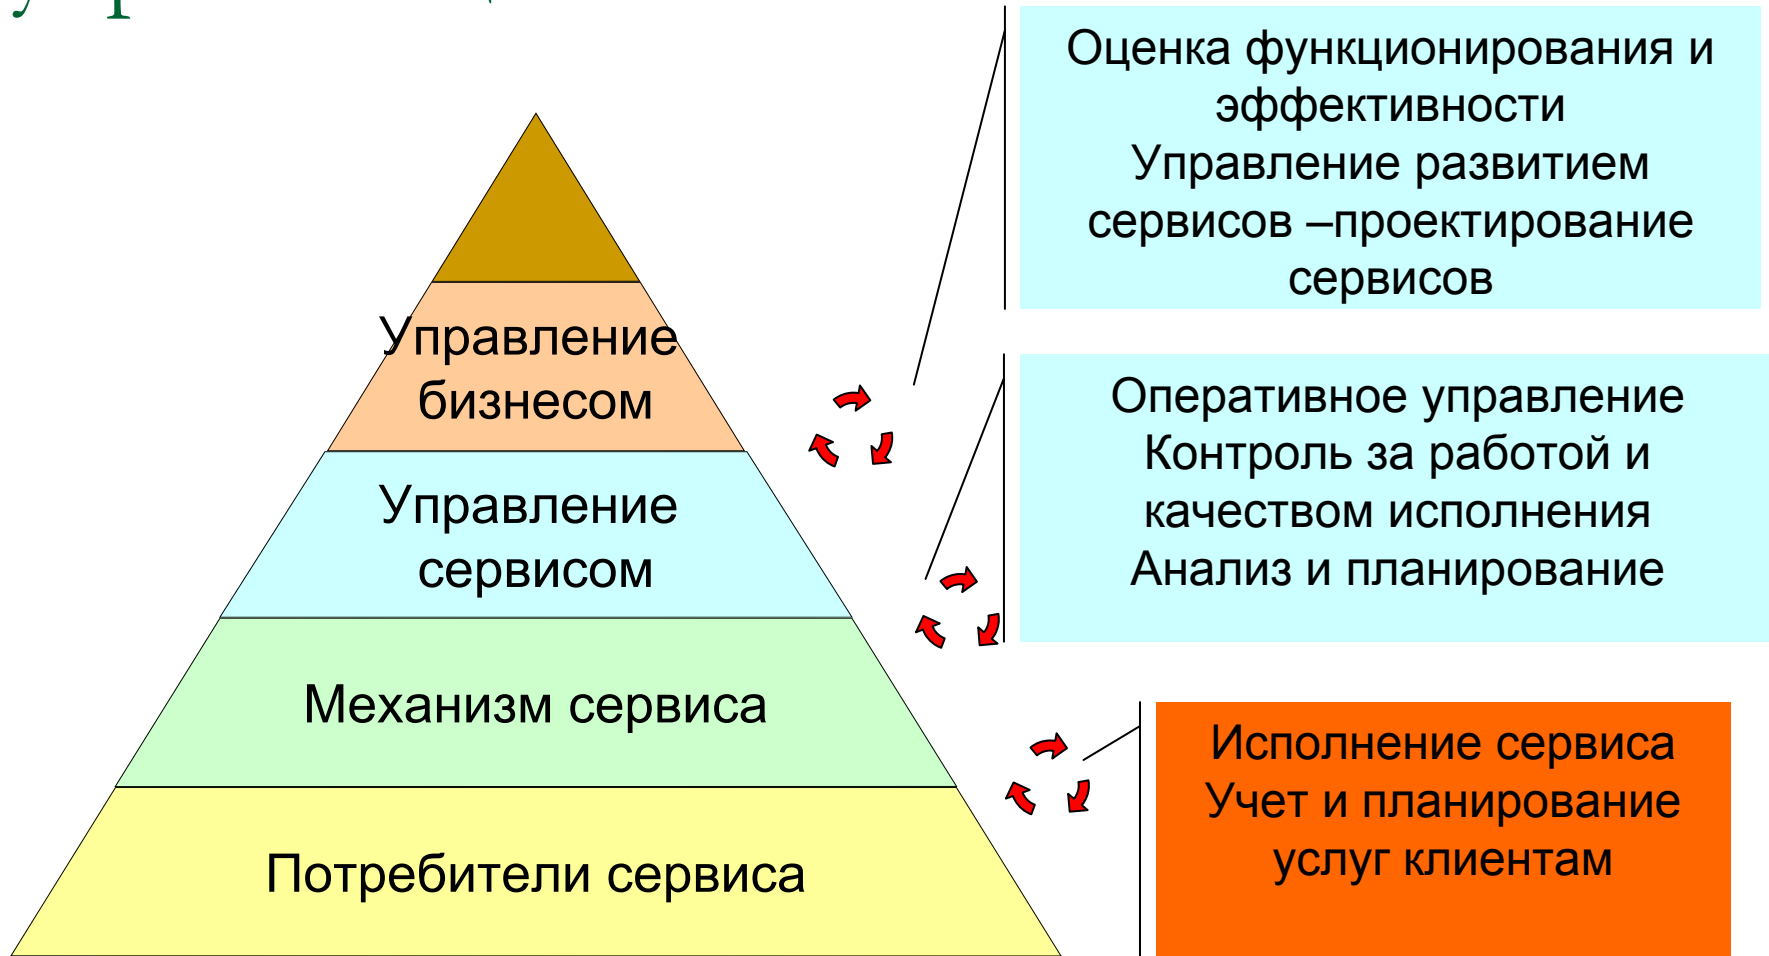 Оценка функционирования и
эффективности
Управление развитием
сервисов –проектирование
сервисов
Управление
бизнесом
Оперативное управление
Контроль за работой и
качеством исполнения
Анализ и планирование
Управление
сервисом
Механизм сервиса
Исполнение сервиса
Учет и планирование
услуг клиентам
Потребители сервиса